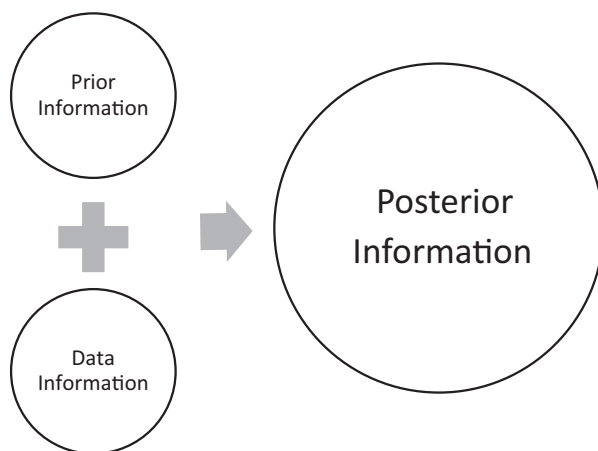 Prior
Information
Data
Information
Posterior
Information